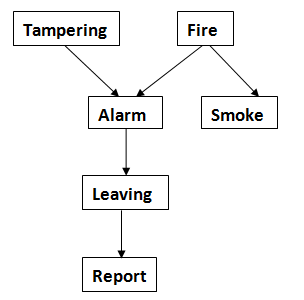 Tampering
Fire
Alarm
Smoke
Leaving
Report